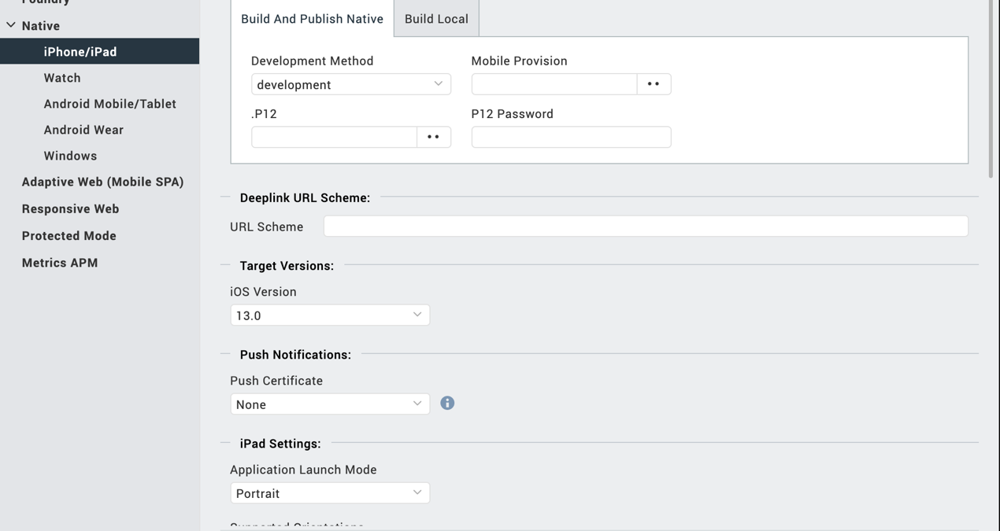 Foundry
Native
iPhone/iPad
Watch
Android Mobile/Tablet
Android Wear
Windows
Adaptive Web (Mobile SPA)
Responsive Web
Protected Mode
Metrics APM
Build And Publish Native
Build Local
Development Method
Mobile Provision
development
.P12
P12 Password
Deeplink URL Scheme:
URL Scheme
Target Versions:
iOS Version
13.0
Push Notifications:
Push Certificate
None
iPad Settings:
Application Launch Mode
Portrait
Supported Orientations